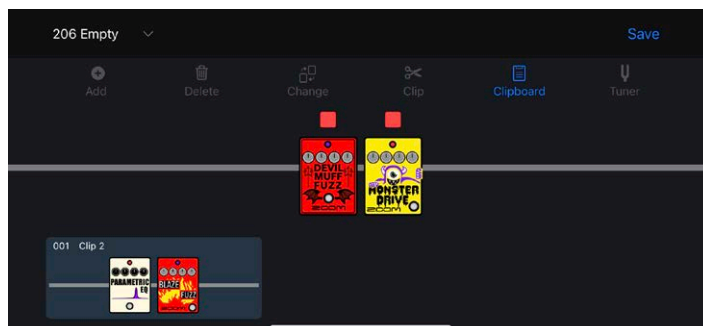 206 Empty
Save
Add
Delete
Change
Clip
Clipboard
Tuner
DEVIL
MUFF
FUZZ
ZOOM
MONSTER
DRIVE
ZOOM
001 Clip 2
PARAMETRIC
EQ
BLAZE
FUZZ